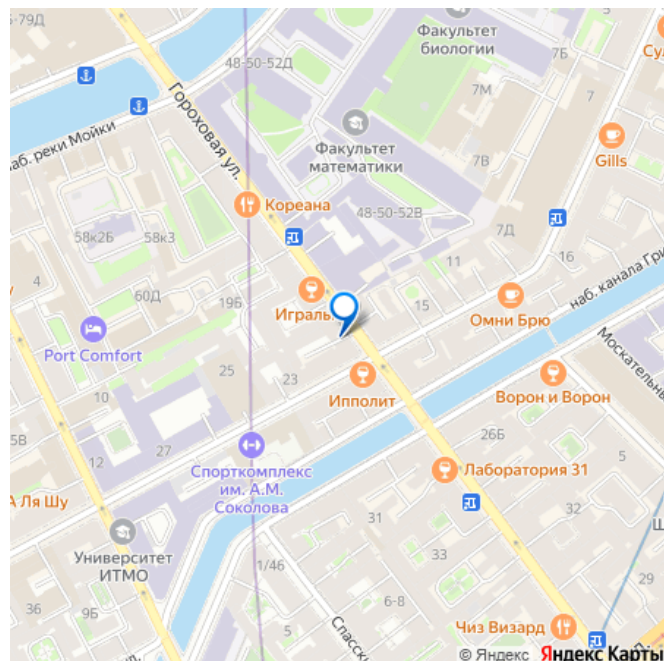 5-79Д
Факультет
биологии
48-50-52Д
7Б
7М
7
Гороховая ул.
наб. реки Мойки
Факультет
математики
Gills
7В
Кореана
48-50-52В
58к2Б
58к3
7Д
16
4
11
60Д
19Б
15
наб. канала Гри
Играль
Омни Брю
Port Comfort
25
23
Москательны
10
Ипполит
Ворон и Ворон
5В
12
27
26Б
Спорткомплекс
им. А.М.
Соколова
Лаборатория 31
5
А Ля Шу
31
32
Университет
ИТМО
33
1/46
36
9Б
6-8
Спасск
Чиз Визард
© Яндекс Яндекс Карты